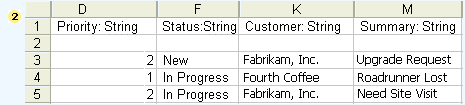 2
D F K M
1 Priority: String Status:String Customer: String Summary: String
2
3 2 New Fabrikam, Inc. Upgrade Request
4 1 In Progress Fourth Coffee Roadrunner Lost
5 2 In Progress Fabrikam, Inc. Need Site Visit